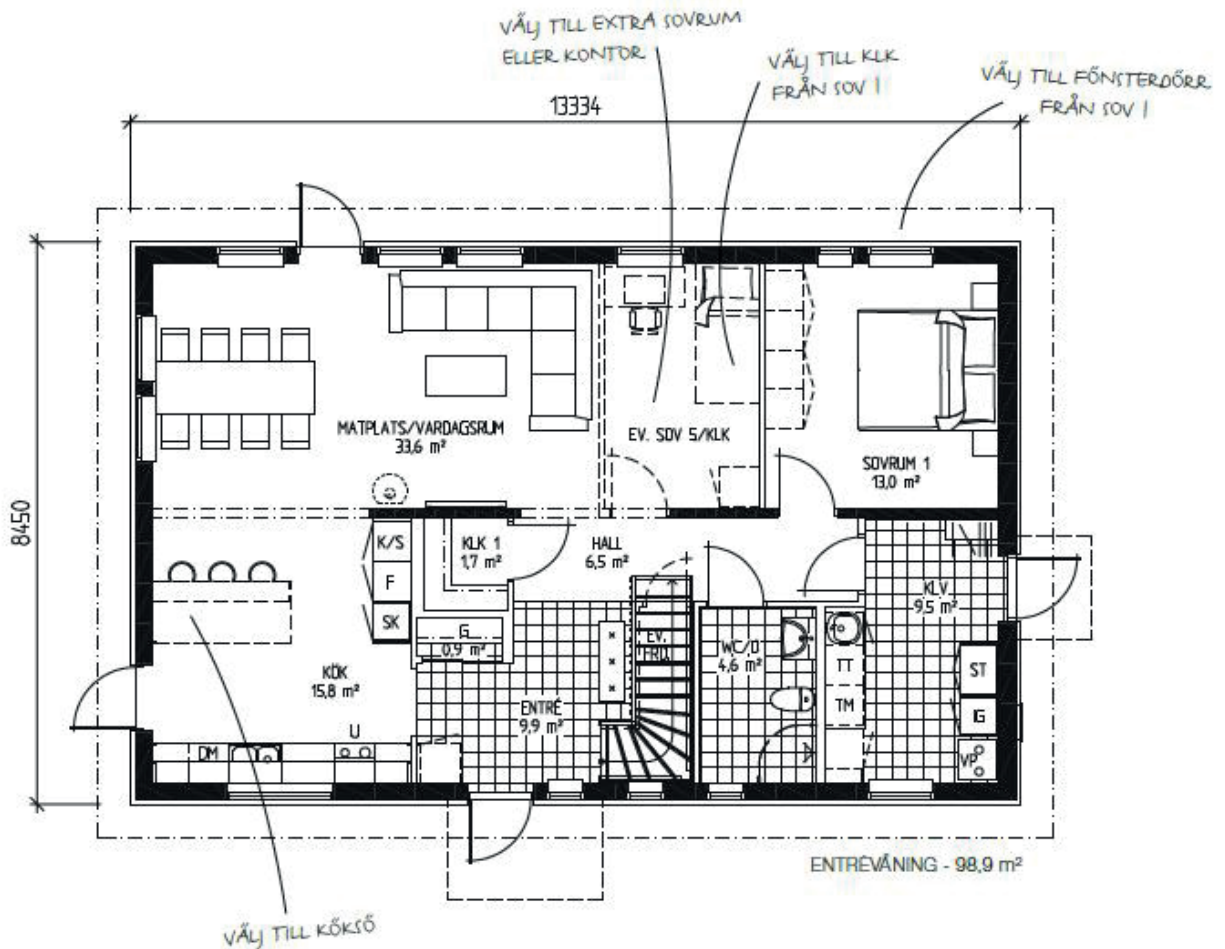 VÄLJ TILL EXTRA SOVRUM
ELLER KONTOR
VÄLJ TILL KLK
FRÅN SOV 1
VÄLJ TILL FÖNSTERDÖRR
FRÅN SOV 1
13334
8450
MATPLATS/VARDAGSRUM
33,6 m²
EV. SOV 5/KLK
SOVRUM 1
13,0 m²
K/S
F
SK
KLK 1
1,7 m²
HALL
6,5 m²
KLV
9,5 m²
G
0,9 m²
EV.
FRD.
WC/D
4,6 m²
TT
TM
ST
IG
VP
KÖK
15,8 m²
ENTRÉ
9,9 m²
U
DM
ENTRÉVÅNING - 98,9 m²
VÄLJ TILL KÖKSÖ